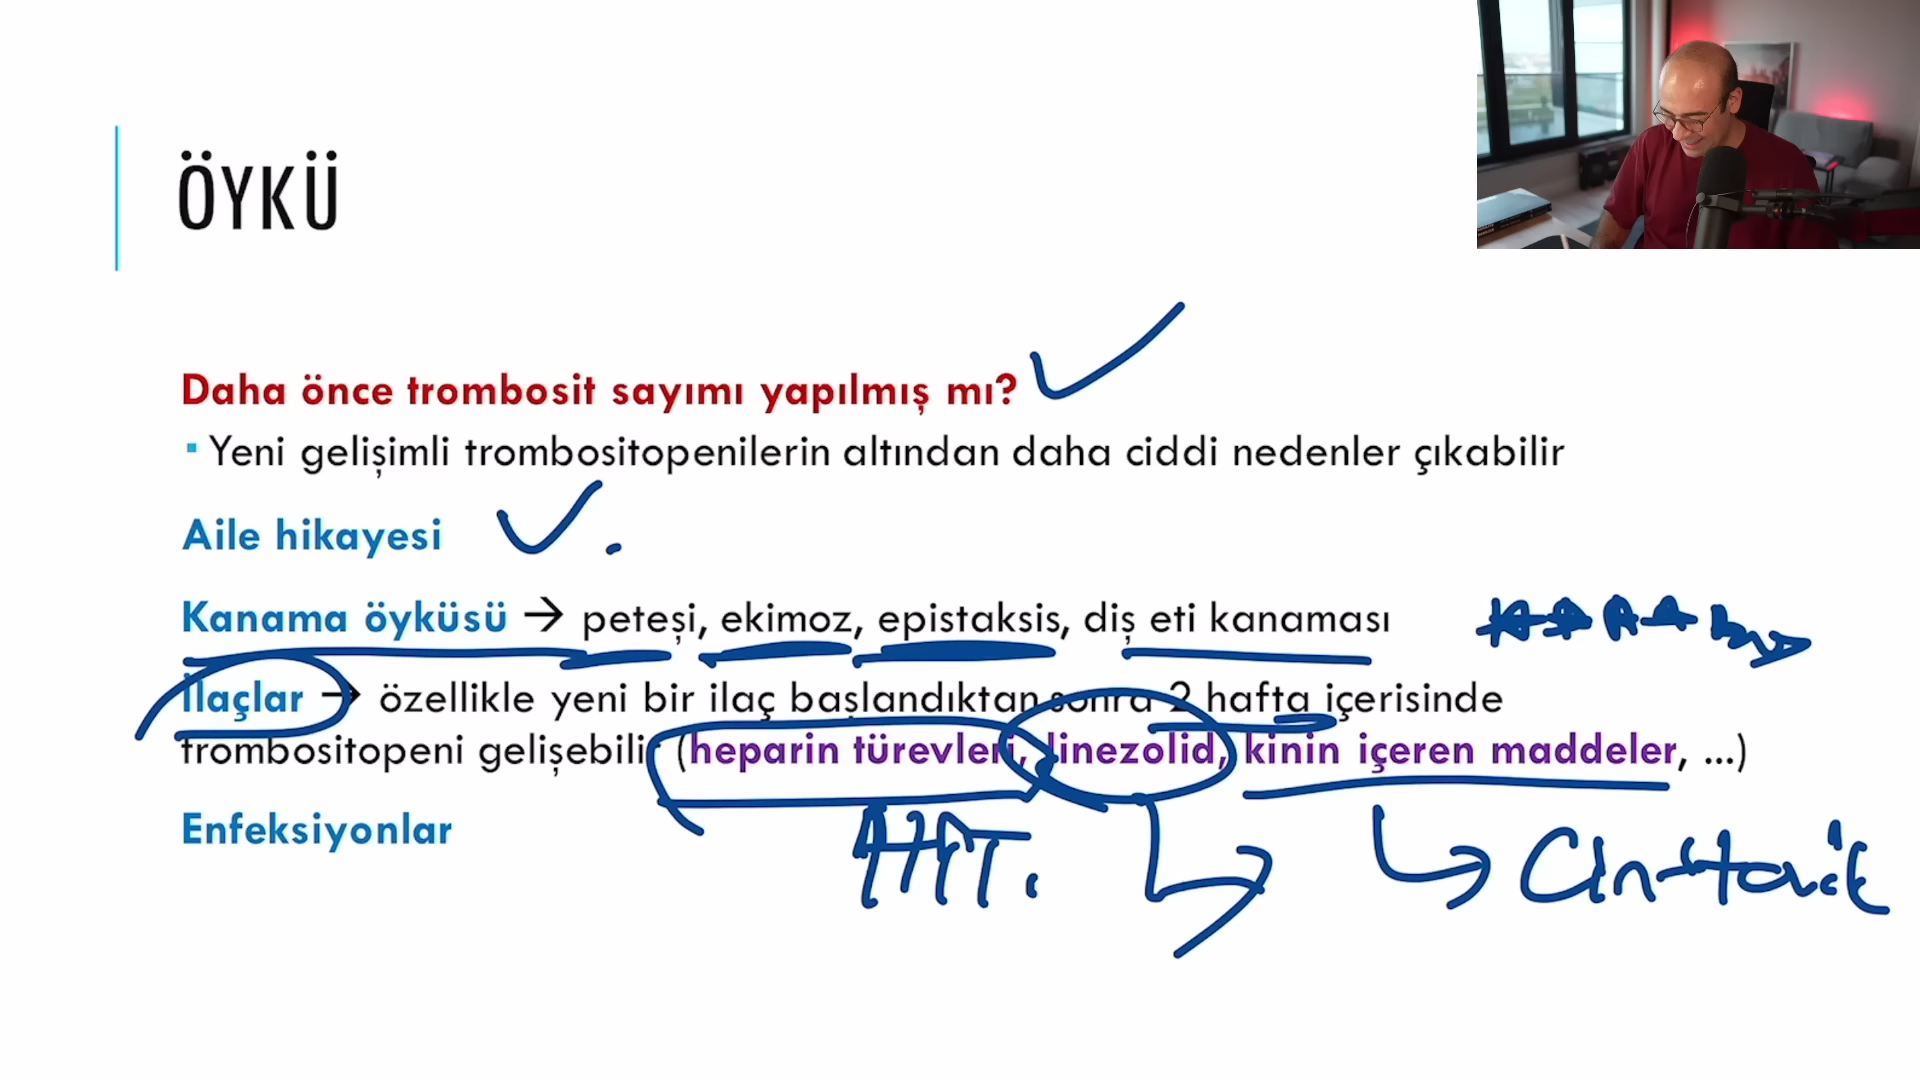 ÖYKÜ
Daha önce trombosit sayımı yapılmış mı?
Yeni gelişimli trombositopenilerin altından daha ciddi nedenler çıkabilir
Aile hikayesi
Kanama öyküsü → peteşi, ekimoz, epistaksis, diş eti kanaması
İlaçlar → özellikle yeni bir ilaç başlandıktan sonra 2 hafta içerisinde
trombositopeni gelişebilir (heparin türevleri, linezolid, kinin içeren maddeler, ...)
HIT.
Enfeksiyonlar